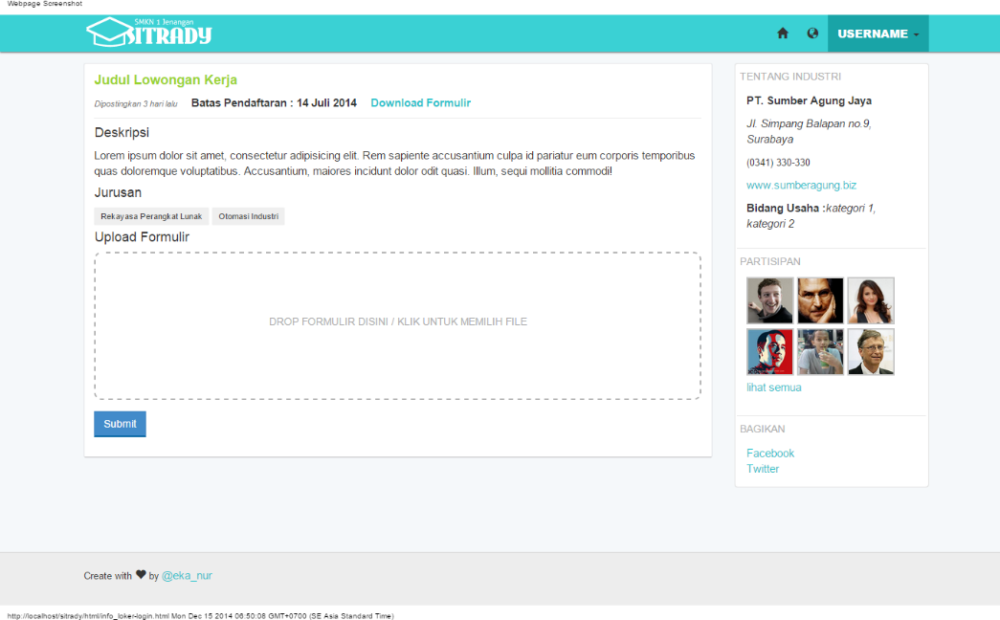 Webpage Screenshot
SMKN 1 Jenangan
SITRADY
USERNAME
Judul Lowongan Kerja
Dipostingkan 3 hari lalu Batas Pendaftaran : 14 Juli 2014 Download Formulir
Deskripsi
Lorem ipsum dolor sit amet, consectetur adipisicing elit. Rem sapiente accusantium culpa id pariatur eum corporis temporibus
quas doloremque voluptatibus. Accusantium, maiores incidunt dolor odit quasi. Illum, sequi mollitia commodi!
Jurusan
Rekayasa Perangkat Lunak Otomasi Industri
Upload Formulir
DROP FORMULIR DISINI / KLIK UNTUK MEMILIH FILE
Submit
TENTANG INDUSTRI
PT. Sumber Agung Jaya
Jl. Simpang Balapan no.9,
Surabaya
(0341) 330-330
www.sumberagung.biz
Bidang Usaha :kategori 1,
kategori 2
PARTISIPAN
lihat semua
BAGIKAN
Facebook
Twitter
Create with ♥ by @eka_nur
http://localhost/sitrady/html/info_loker-login.html Mon Dec 15 2014 06:50:08 GMT+0700 (SE Asia Standard Time)